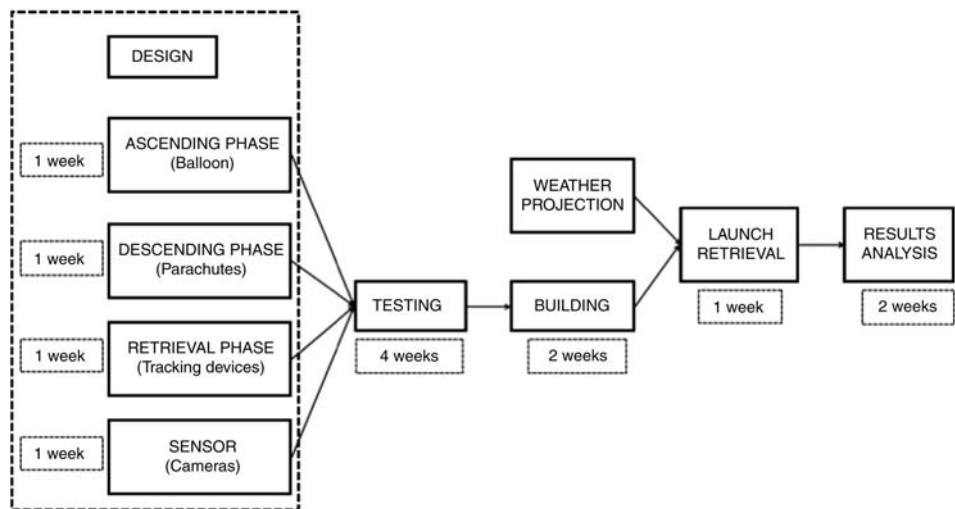 DESIGN
1 week
ASCENDING PHASE
(Balloon)
1 week
DESCENDING PHASE
(Parachutes)
1 week
RETRIEVAL PHASE
(Tracking devices)
1 week
SENSOR
(Cameras)
TESTING
4 weeks
WEATHER
PROJECTION
BUILDING
2 weeks
LAUNCH
RETRIEVAL
1 week
RESULTS
ANALYSIS
2 weeks